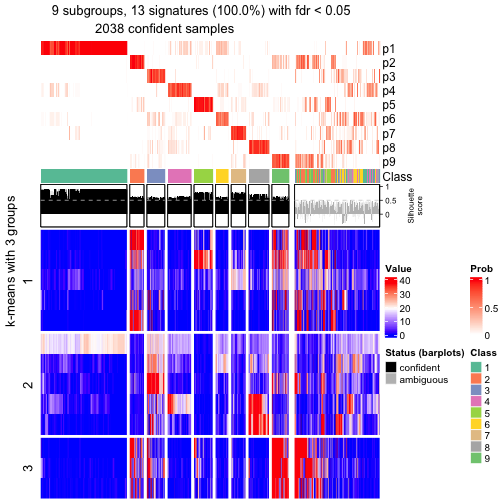 9 subgroups, 13 signatures (100.0%) with fdr < 0.05
2038 confident samples
p1
p2
p3
p4
p5
p6
p7
p8
p9
Class
1
0.5
0
Silhouette
score
k-means with 3 groups
1
2
3
Value
40
30
20
10
0
Prob
1
0.5
0
Status (barplots)
confident
ambiguous
Class
1
2
3
4
5
6
7
8
9